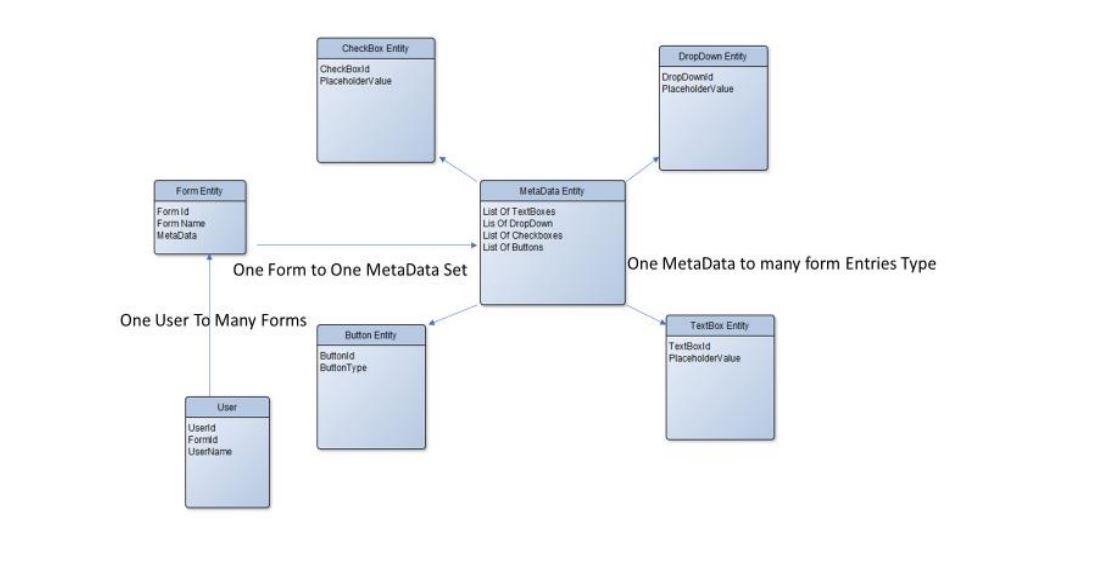 CheckBox Entity
CheckBoxId
PlaceholderValue
DropDown Entity
DropDownId
PlaceholderValue
Form Entity
Form Id
Form Name
MetaData
MetaData Entity
List Of TextBoxes
Lis Of DropDown
List Of Checkboxes
List Of Buttons
One Form to One MetaData Set
One MetaData to many form Entries Type
One User To Many Forms
Button Entity
ButtonId
ButtonType
TextBox Entity
TextBoxId
PlaceholderValue
User
UserId
FormId
UserName